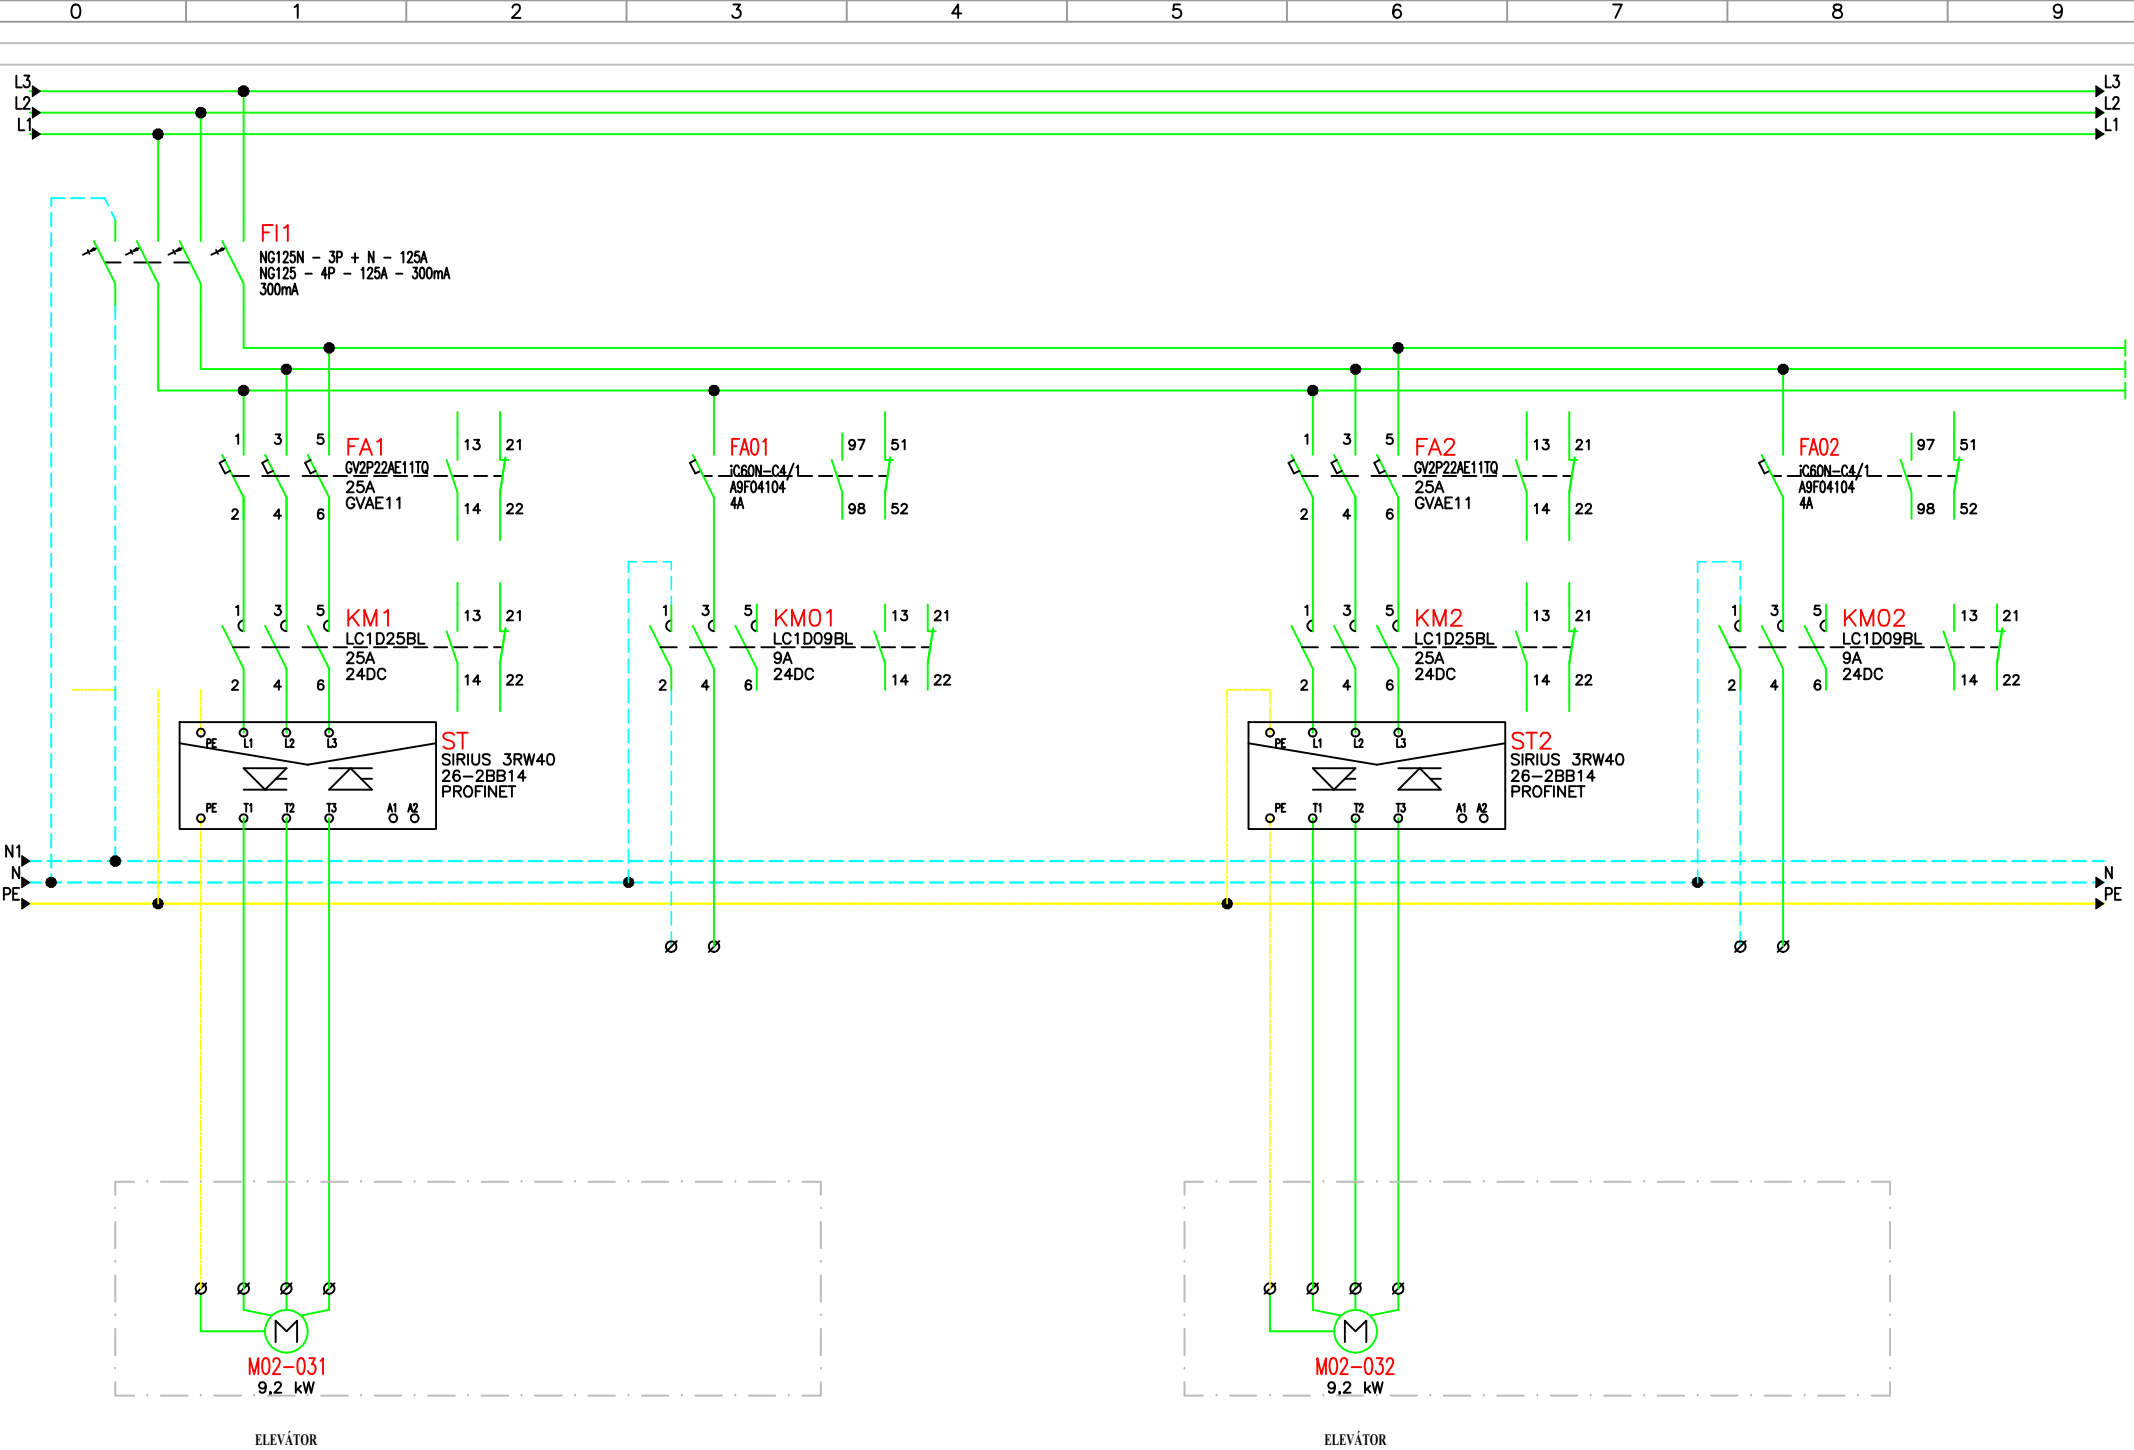 0 1 2 3 4 5 6 7 8 9
L3 L3
L2 L2
L1 L1
FI1
NG125N - 3P + N - 125A
NG125 - 4P - 125A - 300mA
300mA
1 3 5 FA1 13 21
GV2P22AE11TQ
25A
GVAE11
2 4 6 14 22
FA01 97 51
iC60N-C4/1
A9F04104
4A
98 52
1 3 5 FA2 13 21
GV2P22AE11TQ
25A
GVAE11
2 4 6 14 22
FA02 97 51
iC60N-C4/1
A9F04104
4A
98 52
1 3 5 KM1 13 21
LC1D25BL
25A
24DC
2 4 6 14 22
1 3 5 KM01 13 21
LC1D09BL
9A
24DC
2 4 6 14 22
1 3 5 KM2 13 21
LC1D25BL
25A
24DC
2 4 6 14 22
1 3 5 KM02 13 21
LC1D09BL
9A
24DC
2 4 6 14 22
PE L1 L2 L3 ST
SIRIUS 3RW40
26-2BB14
PROFINET
PE T1 T2 T3 A1 A2
PE L1 L2 L3 ST2
SIRIUS 3RW40
26-2BB14
PROFINET
PE T1 T2 T3 A1 A2
N1
N N
PE PE
M
M02-031
9,2 kW
ELEVÁTOR
M
M02-032
9,2 kW
ELEVÁTOR